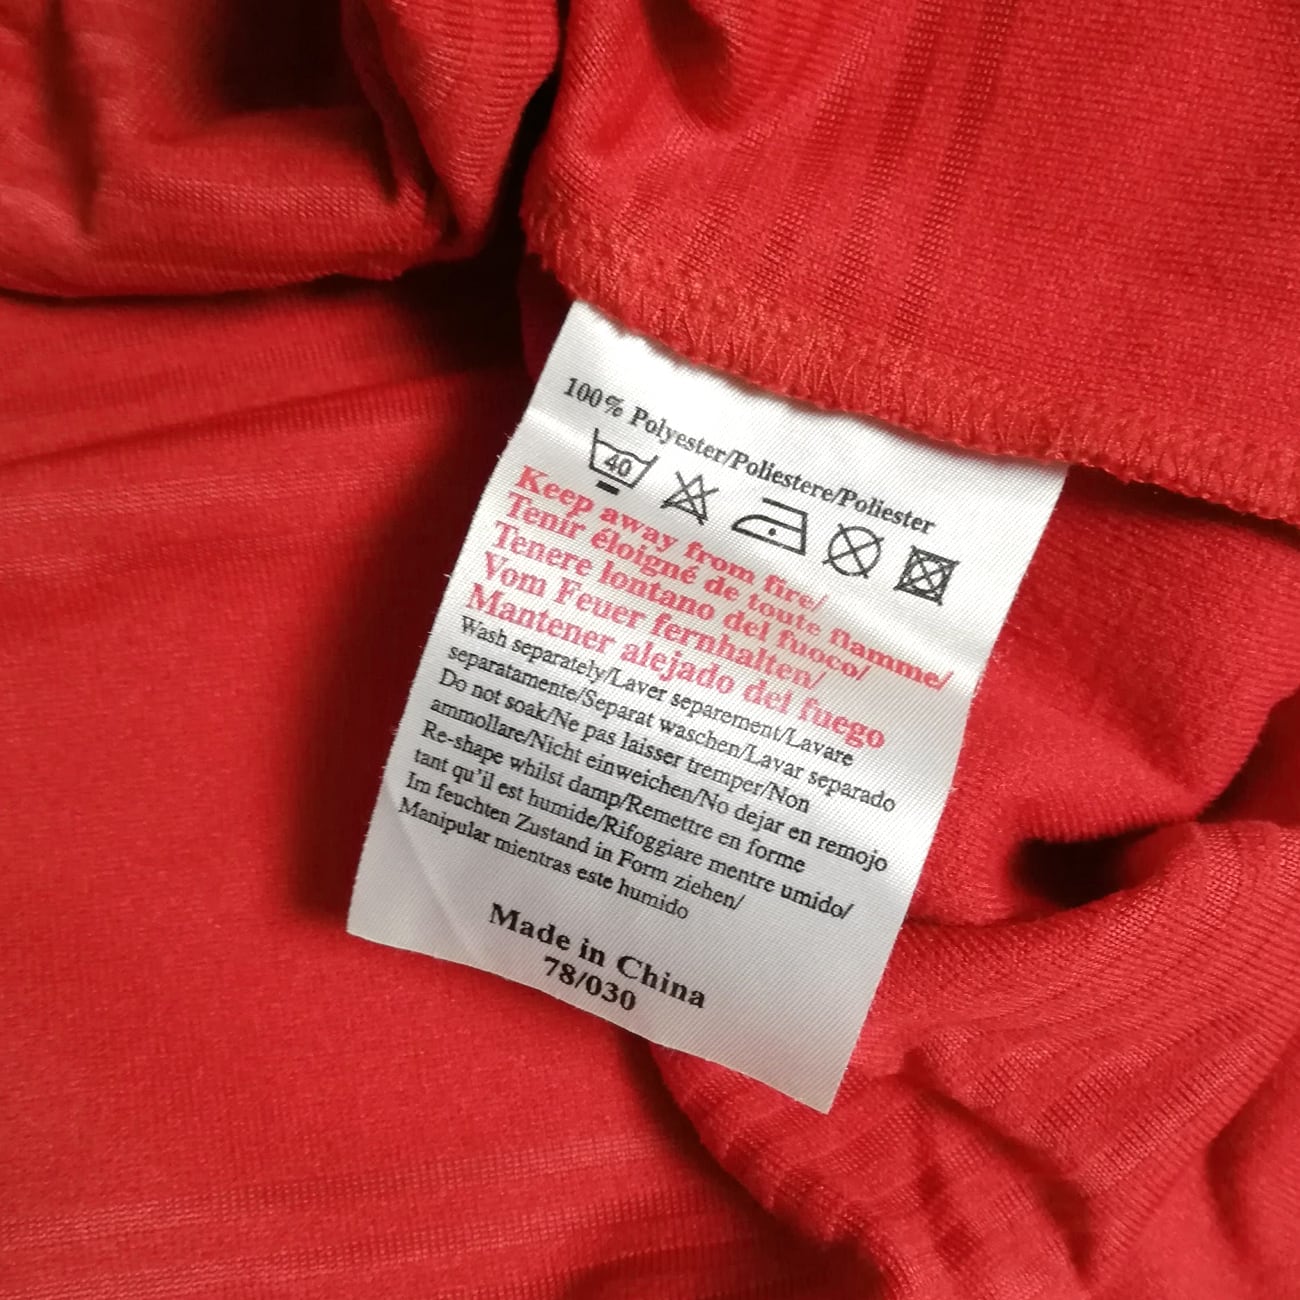 100% Polyester/Poliestere/Poliester
40
Keep away from fire/
Tenir éloigné de toute flamme/
Tenere lontano del fuoco/
Vom Feuer fernhalten/
Mantener alejado del fuego
Wash separately/Laver separement/Lavare
separatamente/Separat waschen/Lavar separado
Do not soak/Ne pas laisser tremper/Non
ammollare/Nicht einweichen/No dejar en remojo
Re-shape whilst damp/Remettre en forme
tant qu'il est humide/Rifoggiare mentre umido/
Im feuchten Zustand in Form ziehen/
Manipular mientras este humido
Made in China
78/030